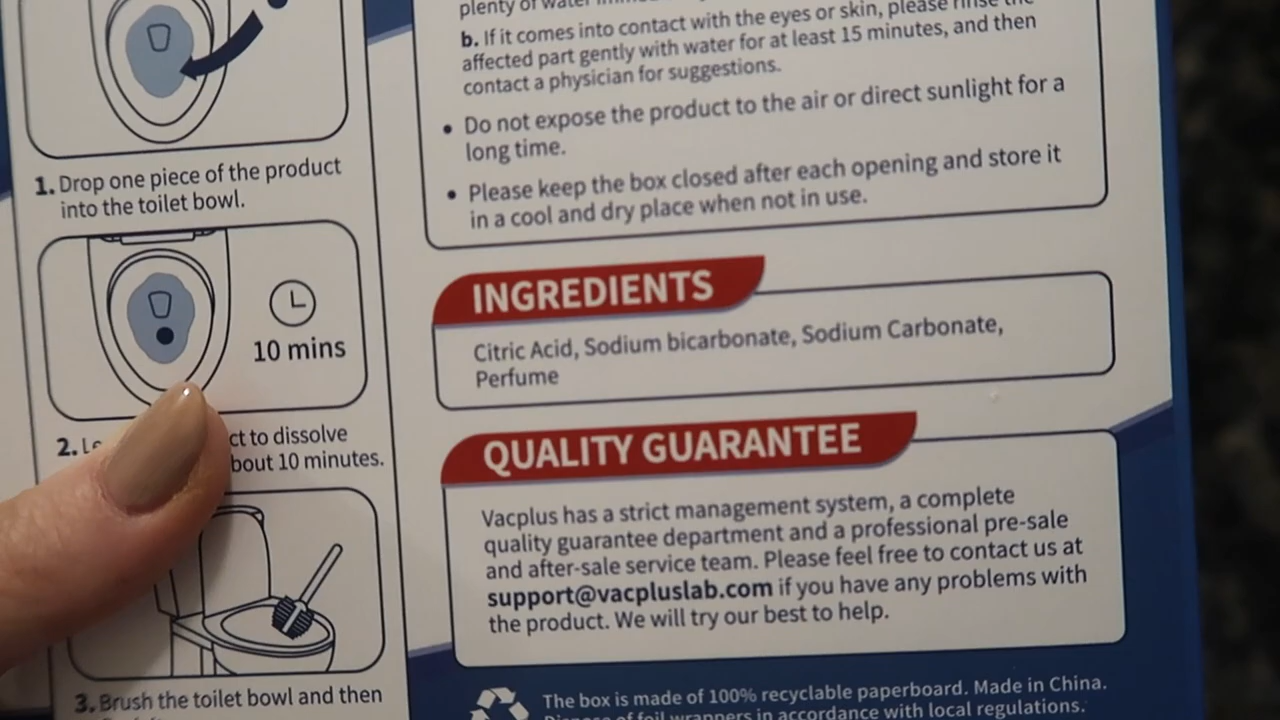 1. Drop one piece of the product
into the toilet bowl.
10 mins
2. ct to dissolve
bout 10 minutes.
3. Brush the toilet bowl and then
plenty of water
b. If it comes into contact with the eyes or skin, please rinse the
affected part gently with water for at least 15 minutes, and then
contact a physician for suggestions.
• Do not expose the product to the air or direct sunlight for a
long time.
• Please keep the box closed after each opening and store it
in a cool and dry place when not in use.
INGREDIENTS
Citric Acid, Sodium bicarbonate, Sodium Carbonate,
Perfume
QUALITY GUARANTEE
Vacplus has a strict management system, a complete
quality guarantee department and a professional pre-sale
and after-sale service team. Please feel free to contact us at
support@vacpluslab.com if you have any problems with
the product. We will try our best to help.
The box is made of 100% recyclable paperboard. Made in China.
Dispose of foil wrappers in accordance with local regulations.